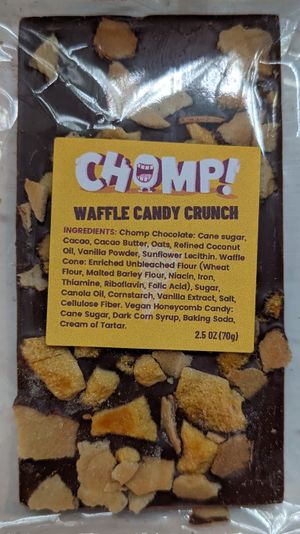 CHOMP!
WAFFLE CANDY CRUNCH
INGREDIENTS: Chomp Chocolate: Cane sugar,
Cacao, Cacao Butter, Oats, Refined Coconut
Oil, Vanilla Powder, Sunflower Lecithin. Waffle
Cone: Enriched Unbleached Flour (Wheat
Flour, Malted Barley Flour, Niacin, Iron,
Thiamine, Riboflavin, Folic Acid), Sugar,
Canola Oil, Cornstarch, Vanilla Extract, Salt,
Cellulose Fiber. Vegan Honeycomb Candy:
Cane Sugar, Dark Corn Syrup, Baking Soda,
Cream of Tartar.
2.5 OZ (70g)